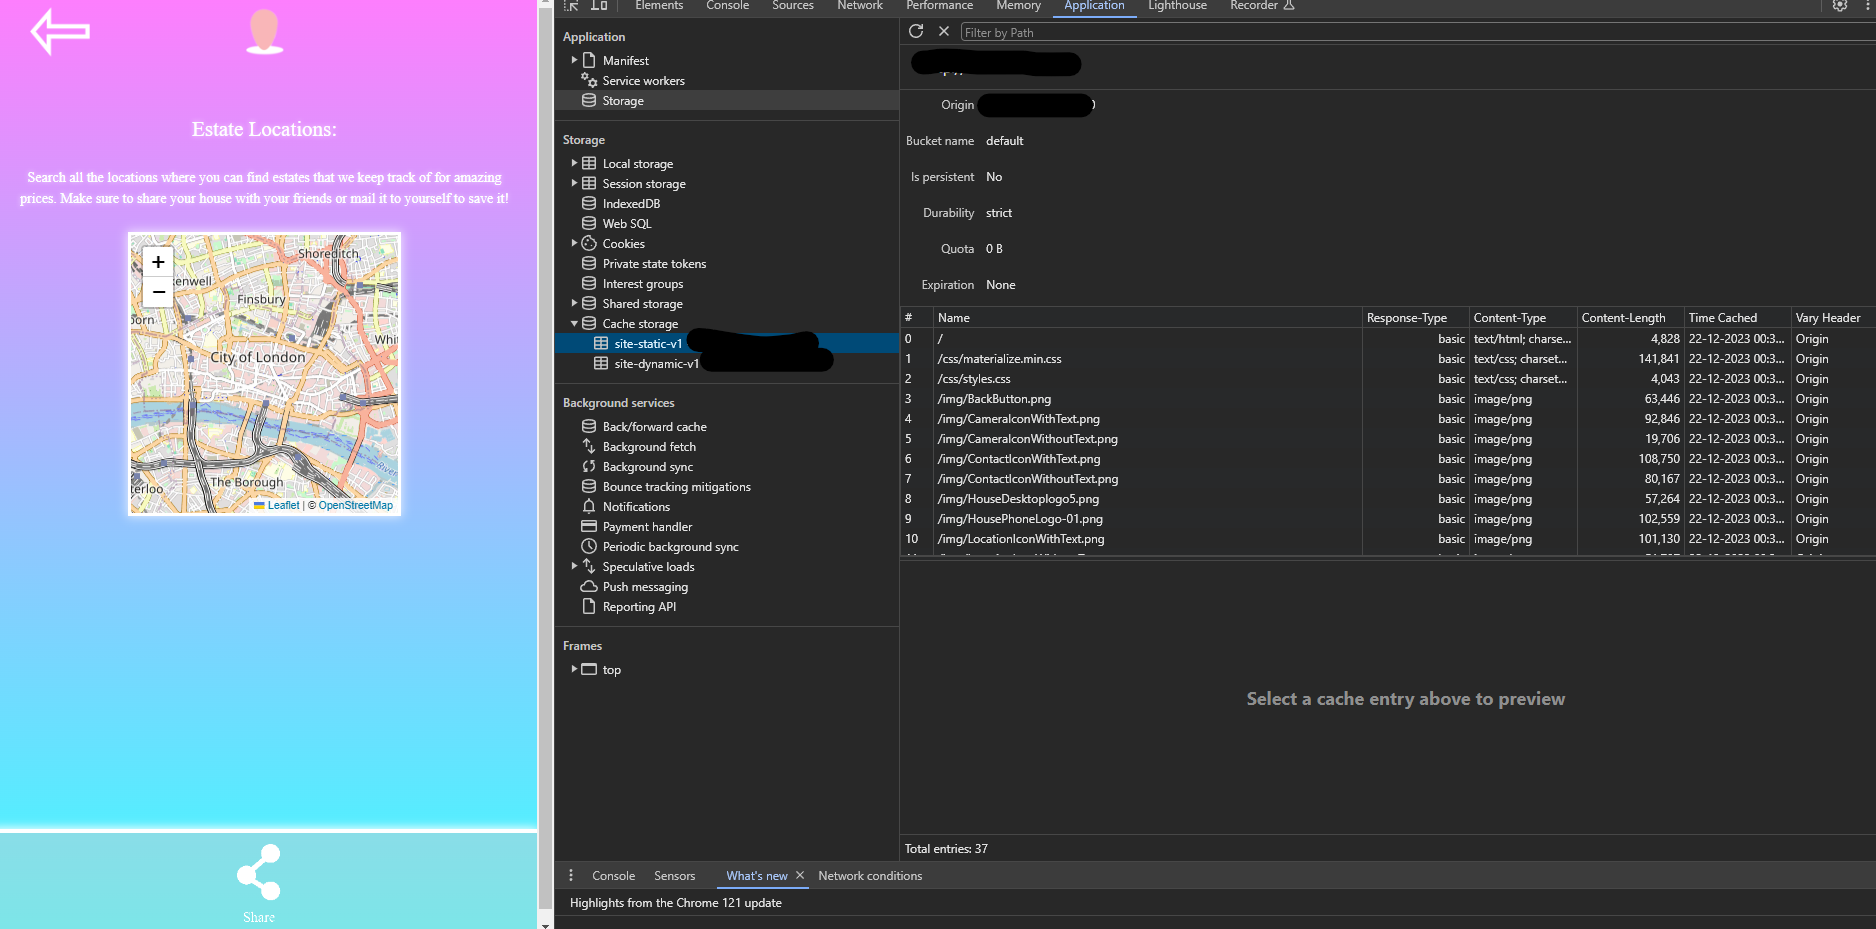 Estate Locations:
Search all the locations where you can find estates that we keep track of for amazing
prices. Make sure to share your house with your friends or mail it to yourself to save it!
+
−
Shoreditch
kenwell
Finsbury
born
Whi
City of London
River
The Borough
terloo
Leaflet | © OpenStreetMap
Share
Elements Console Sources Network Performance Memory Application Lighthouse Recorder
Application
Manifest
Service workers
Storage
Storage
Local storage
Session storage
IndexedDB
Web SQL
Cookies
Private state tokens
Interest groups
Shared storage
Cache storage
site-static-v1
site-dynamic-v1
Background services
Back/forward cache
Background fetch
Background sync
Bounce tracking mitigations
Notifications
Payment handler
Periodic background sync
Speculative loads
Push messaging
Reporting API
Frames
top
Filter by Path
Origin
Bucket name default
Is persistent No
Durability strict
Quota 0 B
Expiration None
# Name Response-Type Content-Type Content-Length Time Cached Vary Header
0 / basic text/html; charse... 4,828 22-12-2023 00:3... Origin
1 /css/materialize.min.css basic text/css; charset... 141,841 22-12-2023 00:3... Origin
2 /css/styles.css basic text/css; charset... 4,043 22-12-2023 00:3... Origin
3 /img/BackButton.png basic image/png 63,446 22-12-2023 00:3... Origin
4 /img/CameraIconWithText.png basic image/png 92,846 22-12-2023 00:3... Origin
5 /img/CameraIconWithoutText.png basic image/png 19,706 22-12-2023 00:3... Origin
6 /img/ContactIconWithText.png basic image/png 108,750 22-12-2023 00:3... Origin
7 /img/ContactIconWithoutText.png basic image/png 80,167 22-12-2023 00:3... Origin
8 /img/HouseDesktoplogo5.png basic image/png 57,264 22-12-2023 00:3... Origin
9 /img/HousePhoneLogo-01.png basic image/png 102,559 22-12-2023 00:3... Origin
10 /img/LocationIconWithText.png basic image/png 101,130 22-12-2023 00:3... Origin
Select a cache entry above to preview
Total entries: 37
Console Sensors What's new Network conditions
Highlights from the Chrome 121 update